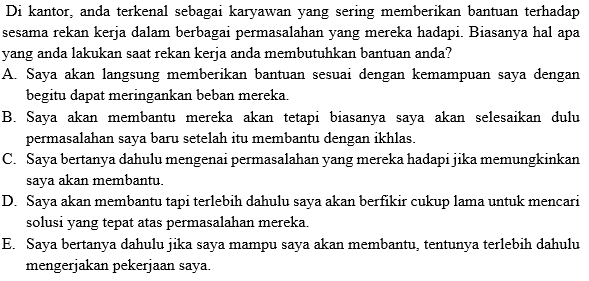 Di kantor, anda terkenal sebagai karyawan yang sering memberikan bantuan terhadap
sesama rekan kerja dalam berbagai permasalahan yang mereka hadapi. Biasanya hal apa
yang anda lakukan saat rekan kerja anda membutuhkan bantuan anda?
A. Saya akan langsung memberikan bantuan sesuai dengan kemampuan saya dengan
begitu dapat meringankan beban mereka.
B. Saya akan membantu mereka akan tetapi biasanya saya akan selesaikan dulu
permasalahan saya baru setelah itu membantu dengan ikhlas.
C. Saya bertanya dahulu mengenai permasalahan yang mereka hadapi jika memungkinkan
saya akan membantu.
D. Saya akan membantu tapi terlebih dahulu saya akan berfikir cukup lama untuk mencari
solusi yang tepat atas permasalahan mereka.
E. Saya bertanya dahulu jika saya mampu saya akan membantu, tentunya terlebih dahulu
mengerjakan pekerjaan saya.